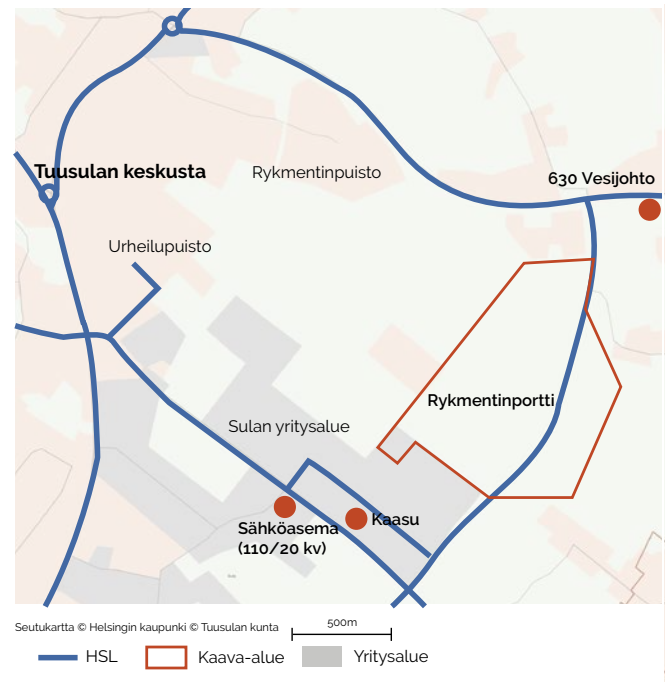 Tuusulan keskusta
Rykmentinpuisto
630 Vesijohto
Urheilupuisto
Rykmentinportti
Sulan yritysalue
Sähköasema
(110/20 kv)
Kaasu
Seutukartta © Helsingin kaupunki © Tuusulan kunta
500m
HSL
Kaava-alue
Yritysalue